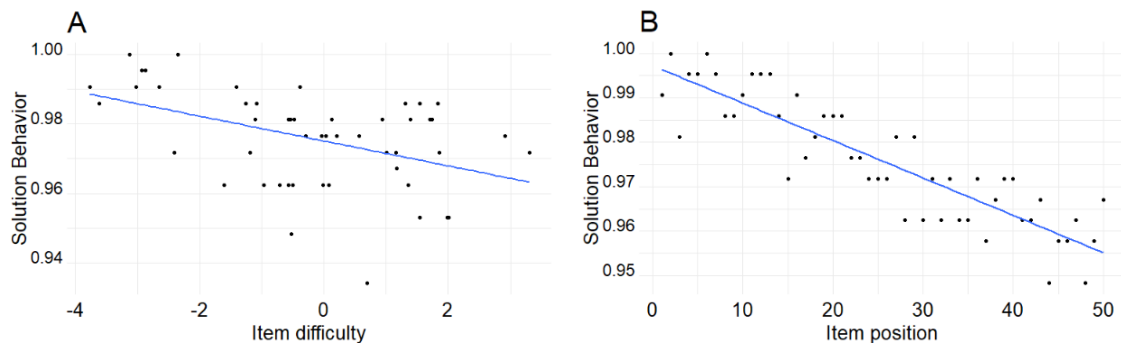 A
Solution Behavior
1.00
0.98
0.96
0.94
-4 -2 0 2
Item difficulty
B
Solution Behavior
1.00
0.99
0.98
0.97
0.96
0.95
0 10 20 30 40 50
Item position